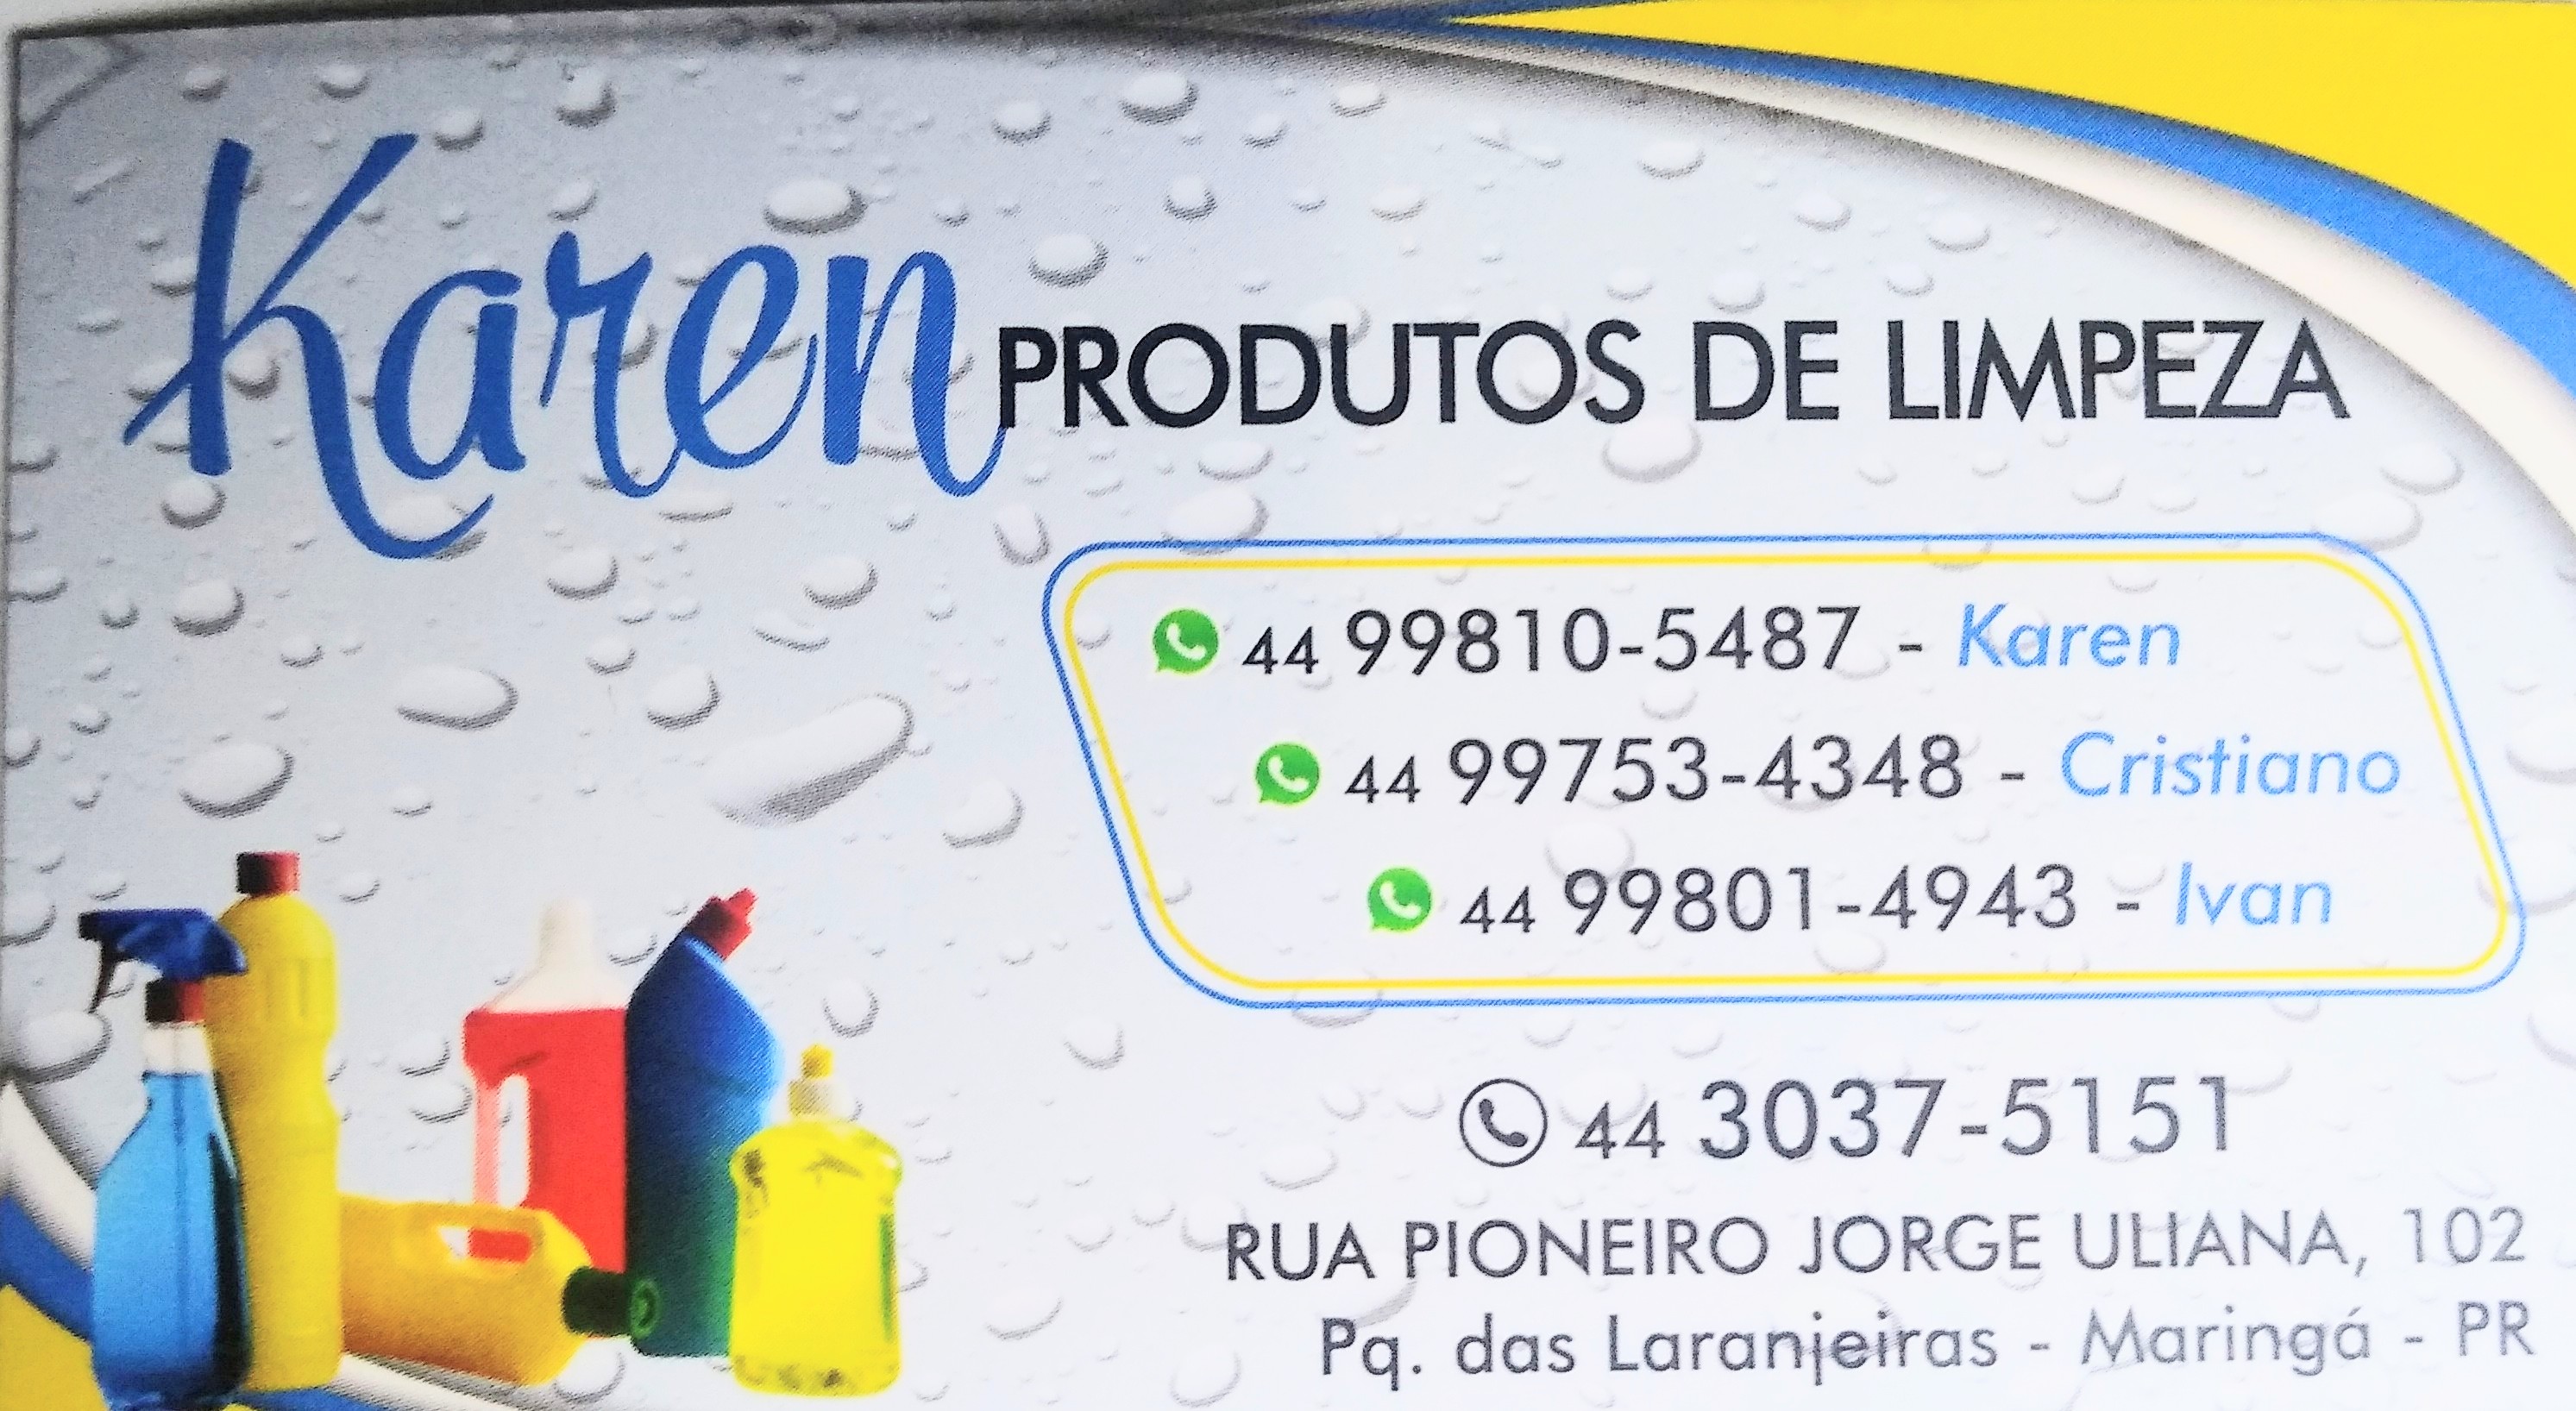 Karen PRODUTOS DE LIMPEZA
44 99810-5487 - Karen
44 99753-4348 - Cristiano
44 99801-4943 - Ivan
44 3037-5151
RUA PIONEIRO JORGE ULIANA, 102
Pq. das Laranjeiras - Maringá - PR